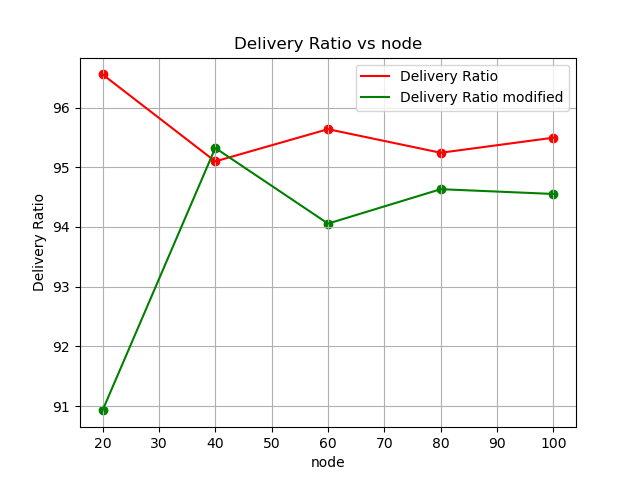 Delivery Ratio vs node
Delivery Ratio
Delivery Ratio modified
96
95
94
93
92
91
Delivery Ratio
20 30 40 50 60 70 80 90 100
node